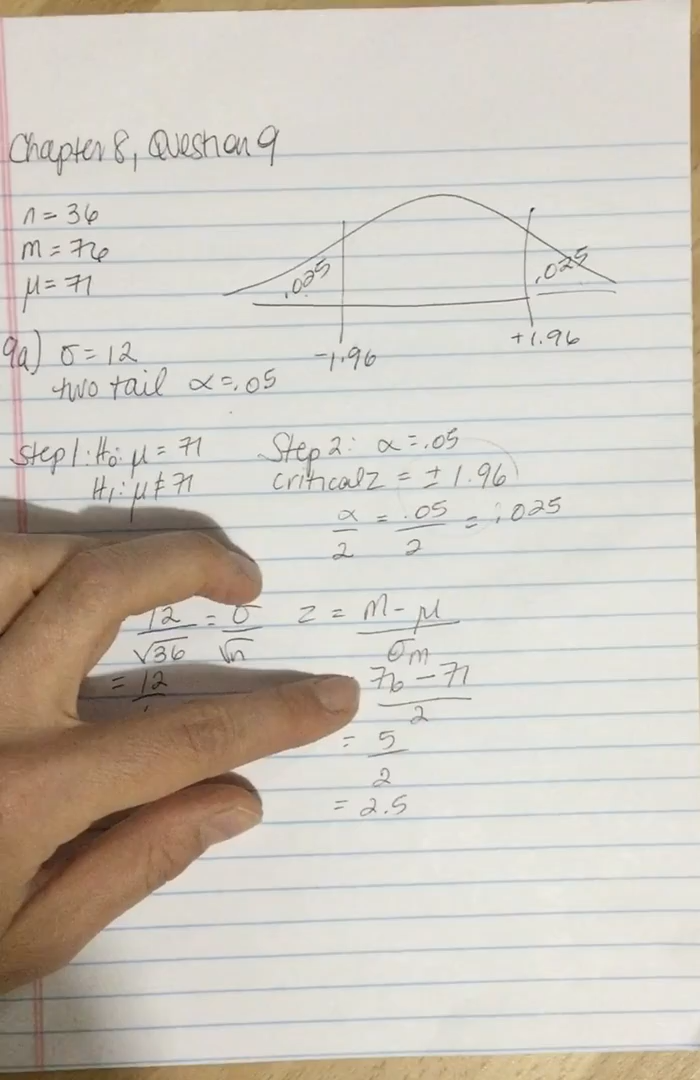 Chapter 8, Question 9
n = 36
m = 76
μ = 71
.025
.025
-1.96
+1.96
9a) σ = 12
two tail α = .05
Step 1: H₀: μ = 71
H₁: μ ≠ 71
Step 2: α = .05
critical z = ± 1.96
α/2 = .05/2 = .025
12/√36 = σ/√n
= 12
z = m - μ / σm
76 - 71 / 2
= 5/2
= 2.5